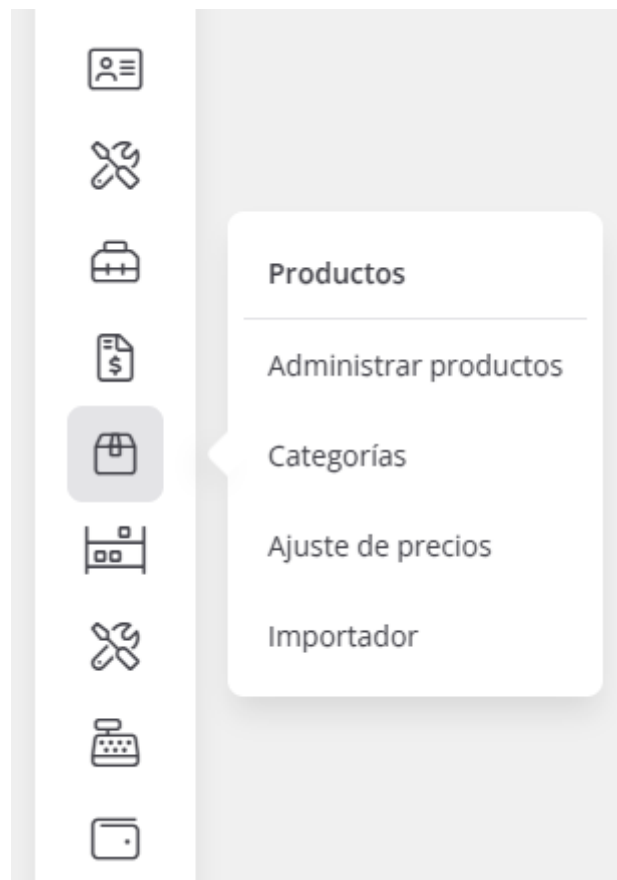 Productos
Administrar productos
Categorías
Ajuste de precios
Importador